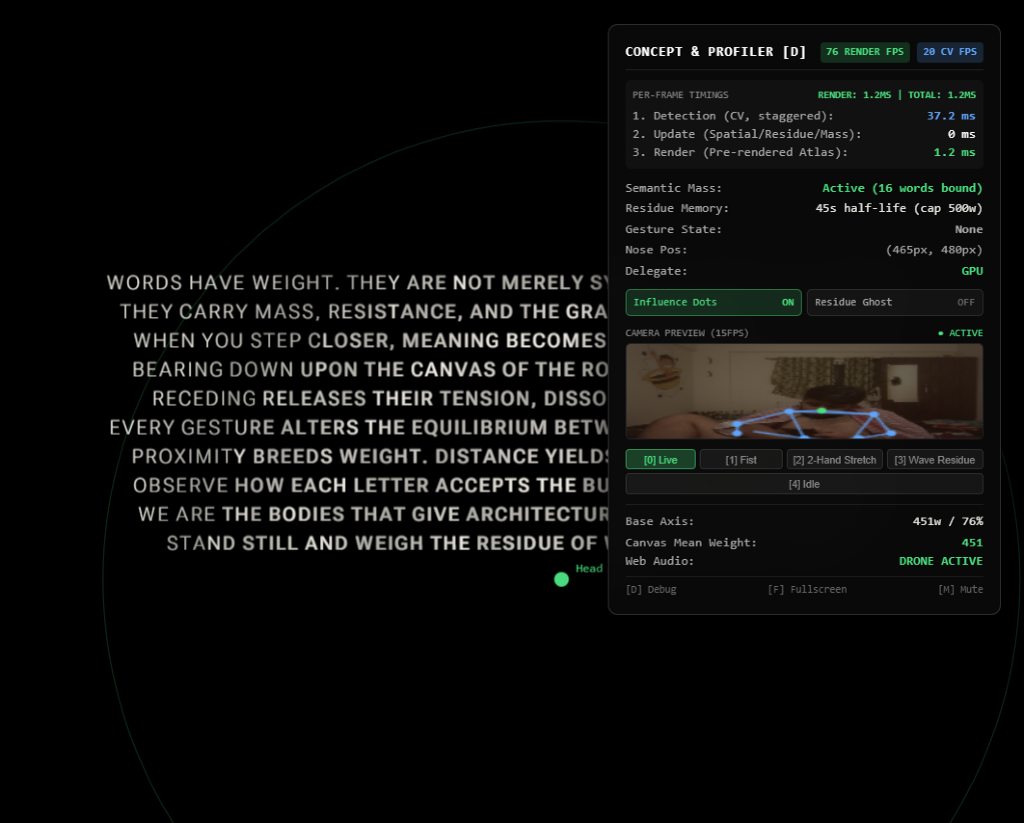 CONCEPT & PROFILER [D] 76 RENDER FPS 20 CV FPS
PER-FRAME TIMINGS RENDER: 1.2MS | TOTAL: 1.2MS
1. Detection (CV, staggered): 37.2 ms
2. Update (Spatial/Residue/Mass): 0 ms
3. Render (Pre-rendered Atlas): 1.2 ms
Semantic Mass: Active (16 words bound)
Residue Memory: 45s half-life (cap 500w)
Gesture State: None
Nose Pos: (465px, 480px)
Delegate: GPU
Influence Dots ON Residue Ghost OFF
CAMERA PREVIEW (15FPS) ● ACTIVE
[0] Live [1] Fist [2] 2-Hand Stretch [3] Wave Residue
[4] Idle
Base Axis: 451w / 76%
Canvas Mean Weight: 451
Web Audio: DRONE ACTIVE
[D] Debug [F] Fullscreen [M] Mute
WORDS HAVE WEIGHT. THEY ARE NOT MERELY SY
THEY CARRY MASS, RESISTANCE, AND THE GRA
WHEN YOU STEP CLOSER, MEANING BECOMES
BEARING DOWN UPON THE CANVAS OF THE RO
RECEDING RELEASES THEIR TENSION, DISSO
EVERY GESTURE ALTERS THE EQUILIBRIUM BETW
PROXIMITY BREEDS WEIGHT. DISTANCE YIELDS
OBSERVE HOW EACH LETTER ACCEPTS THE BU
WE ARE THE BODIES THAT GIVE ARCHITECTUR
STAND STILL AND WEIGH THE RESIDUE OF
Head